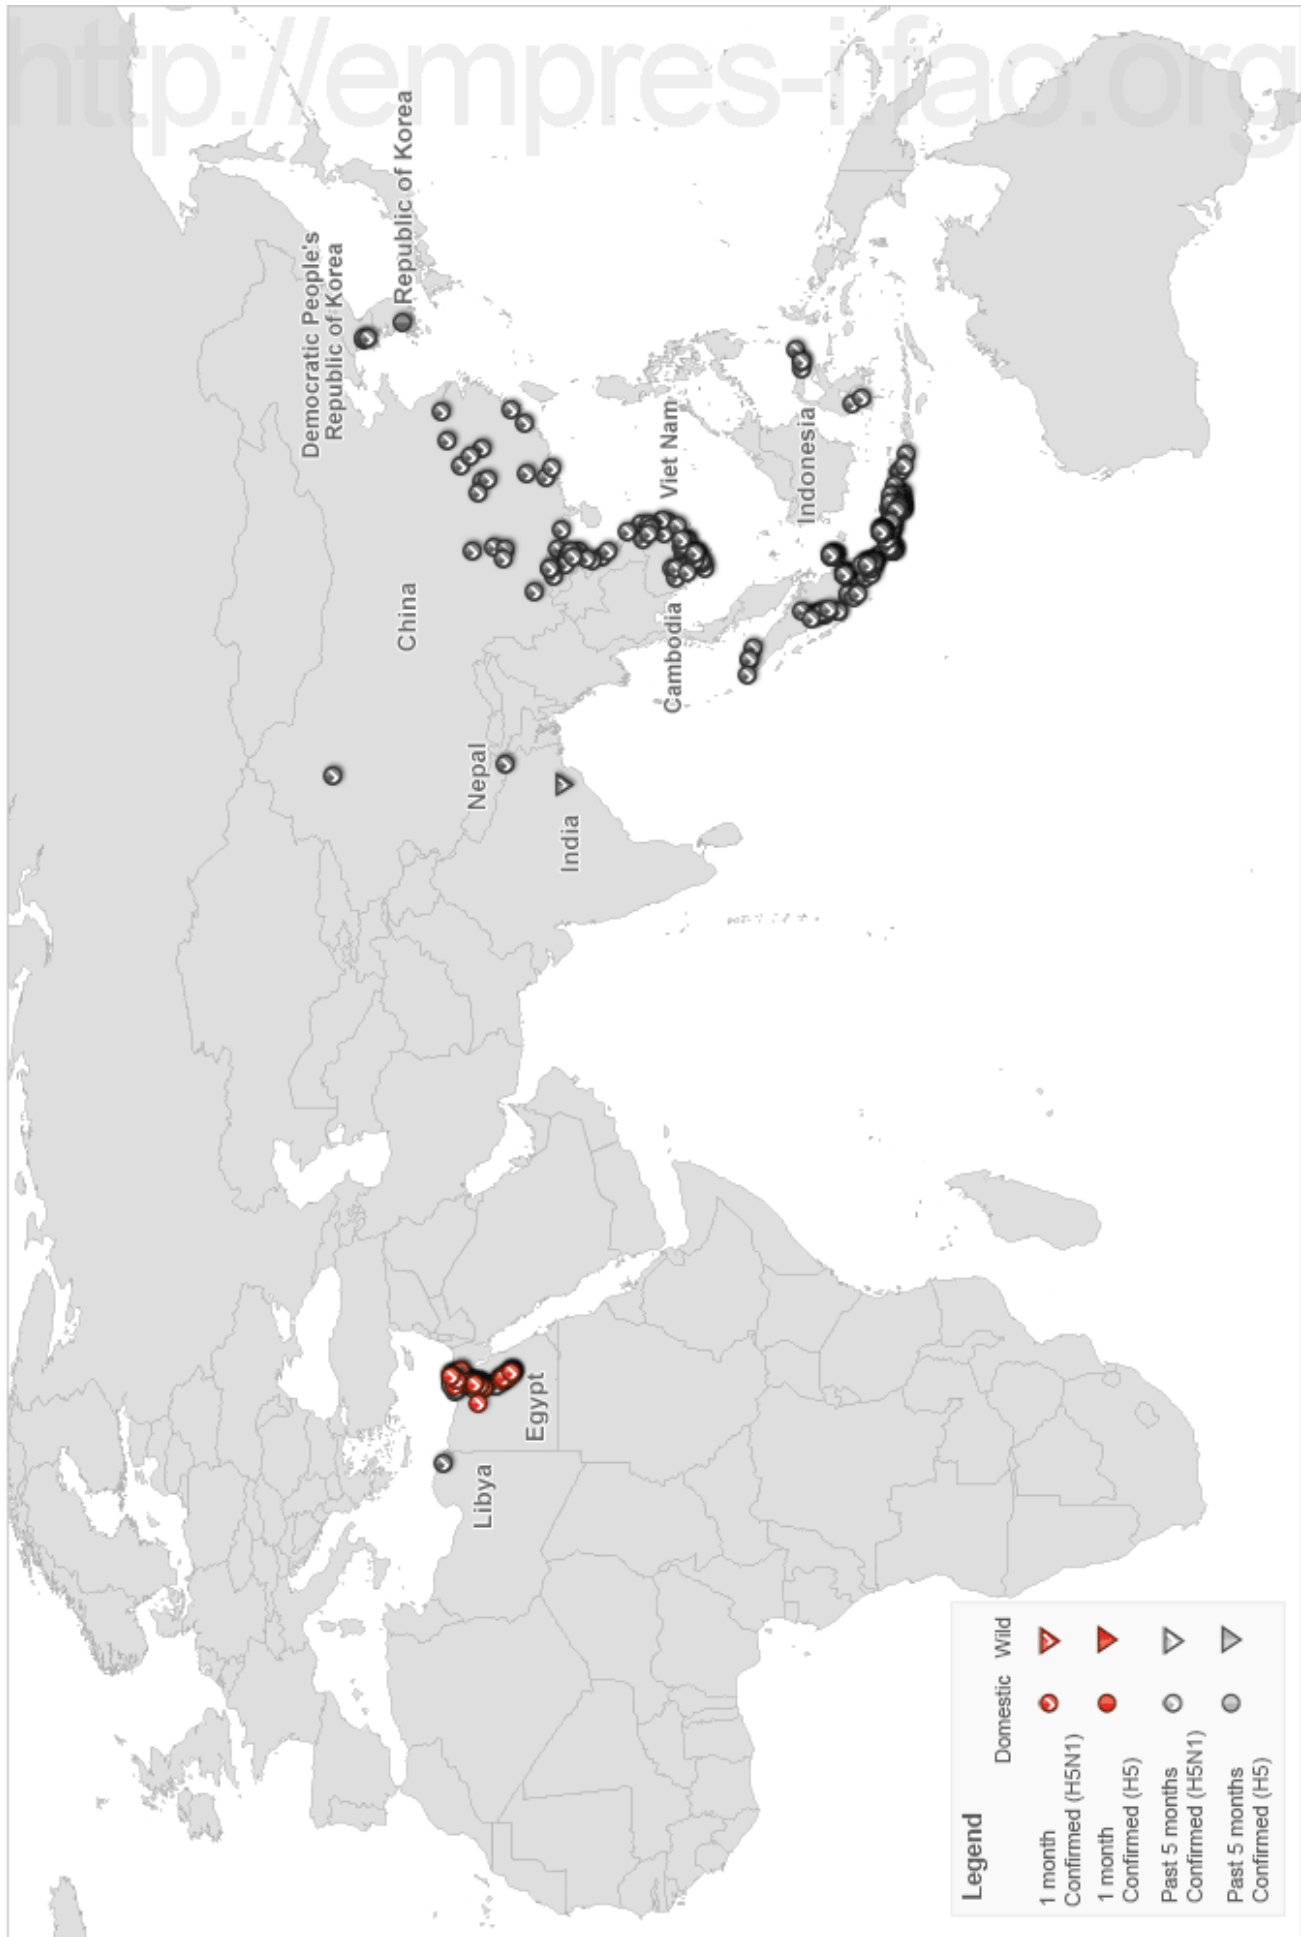 http://empres-i.fao.org
Democratic People's
Republic of Korea
Republic of Korea
China
Nepal
India
Viet Nam
Cambodia
Indonesia
Egypt
Libya
Legend
Domestic Wild
1 month
Confirmed (H5N1)
1 month
Confirmed (H5)
Past 5 months
Confirmed (H5N1)
Past 5 months
Confirmed (H5)